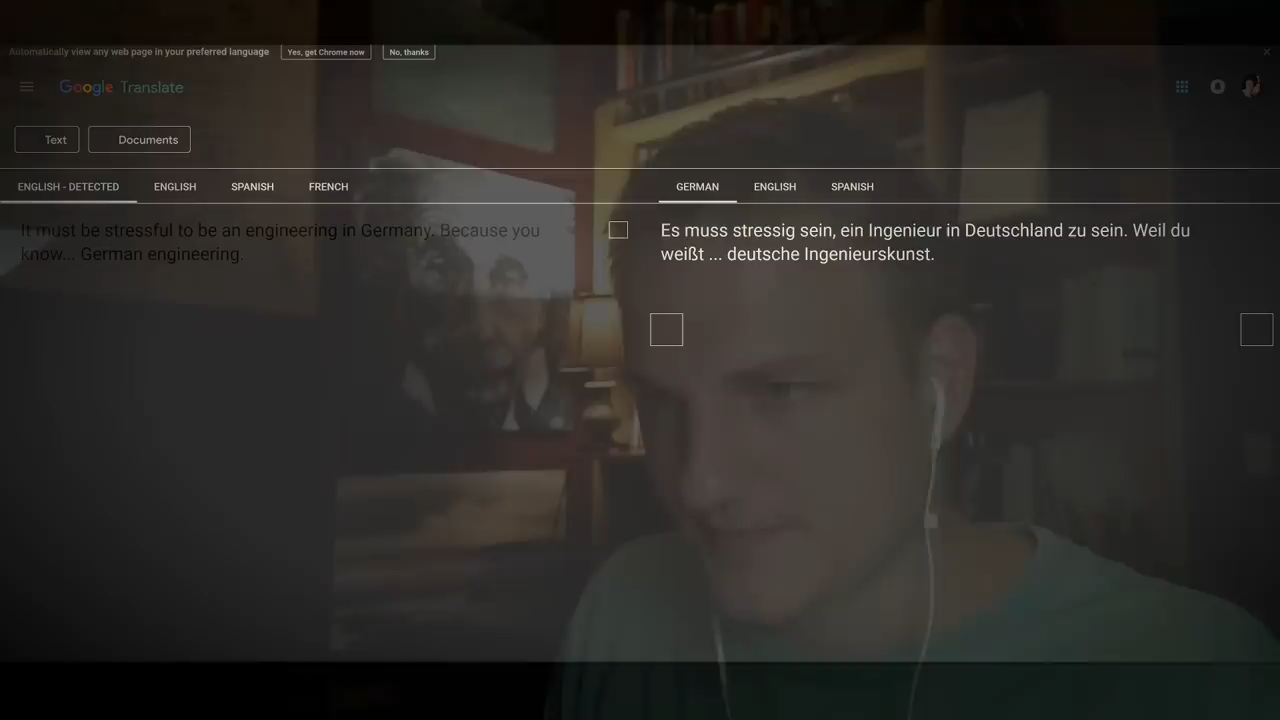 Automatically view any web page in your preferred language Yes, get Chrome now No, thanks
Google Translate
Text Documents
ENGLISH - DETECTED ENGLISH SPANISH FRENCH GERMAN ENGLISH SPANISH
It must be stressful to be an engineering in Germany. Because you
know... German engineering.
Es muss stressig sein, ein Ingenieur in Deutschland zu sein. Weil du
weißt ... deutsche Ingenieurskunst.